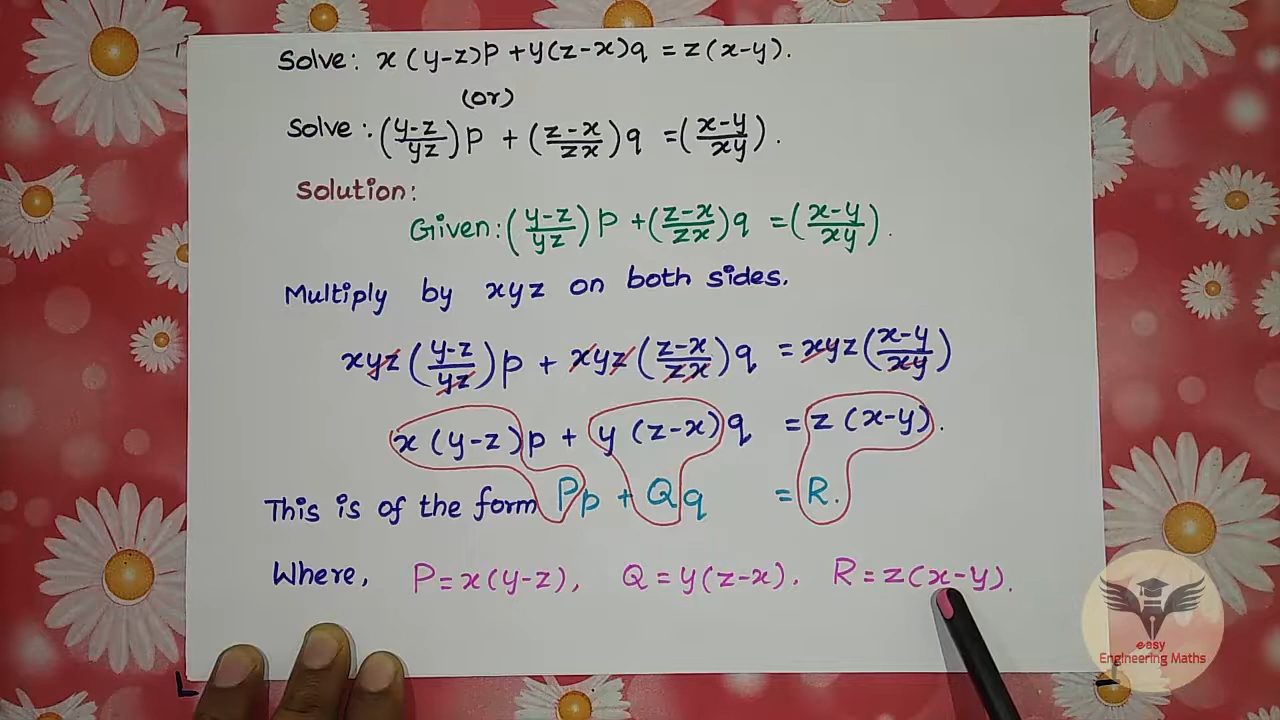 Solve: x(y-z)p + y(z-x)q = z(x-y).
(or)
Solve: ((y-z)/yz)p + ((z-x)/zx)q = ((x-y)/xy).
Solution:
Given: ((y-z)/yz)p + ((z-x)/zx)q = ((x-y)/xy).
Multiply by xyz on both sides.
xyz((y-z)/yz)p + xyz((z-x)/zx)q = xyz((x-y)/xy)
x(y-z)p + y(z-x)q = z(x-y).
This is of the form Pp + Qq = R.
Where, P = x(y-z), Q = y(z-x). R = z(x-y).
easy
Engineering Maths